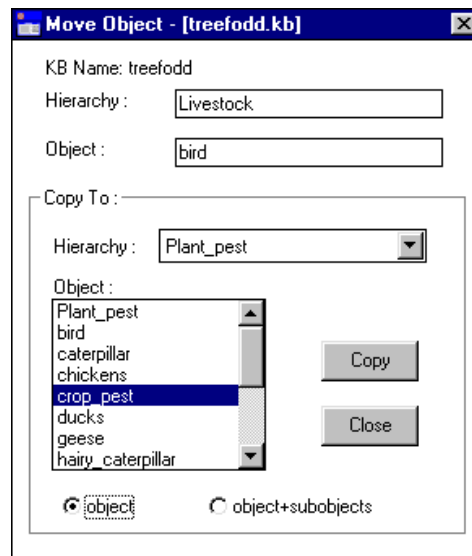 Move Object - [treefodd.kb]
KB Name: treefodd
Hierarchy : Livestock
Object : bird
Copy To :
Hierarchy : Plant_pest
Object :
Plant_pest
bird
caterpillar
chickens
crop_pest
ducks
geese
hairy_caterpillar
Copy
Close
object object+subobjects